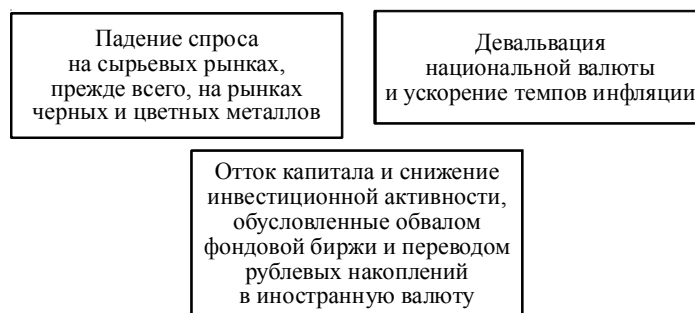 Падение спроса
на сырьевых рынках,
прежде всего, на рынках
черных и цветных металлов
Девальвация
национальной валюты
и ускорение темпов инфляции
Отток капитала и снижение
инвестиционной активности,
обусловленные обвалом
фондовой биржи и переводом
рублевых накоплений
в иностранную валюту